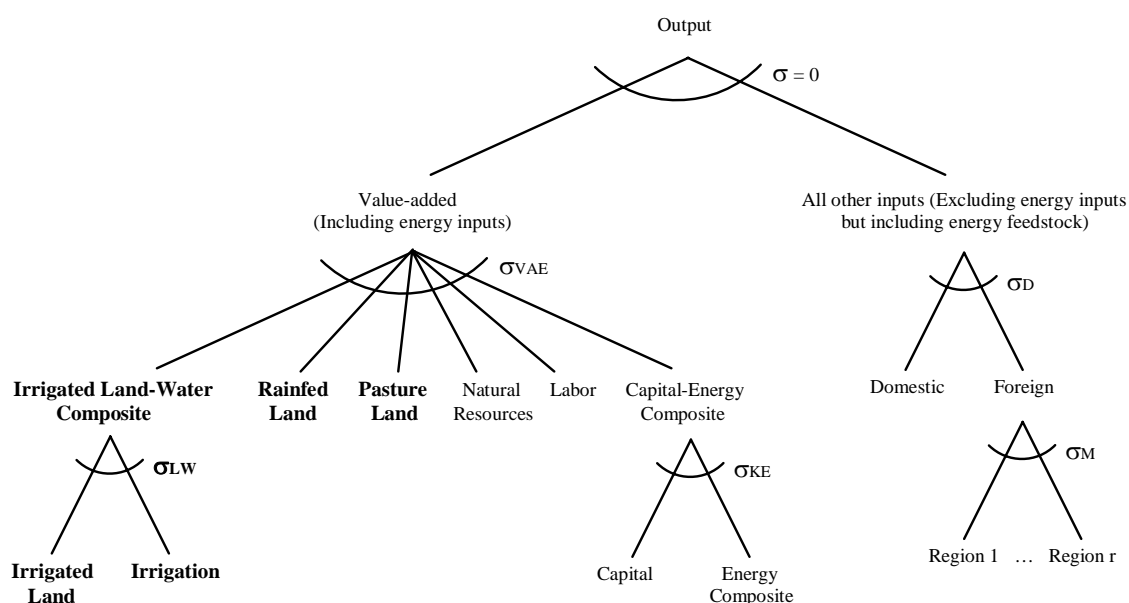 Output
σ = 0
Value-added
(Including energy inputs)
All other inputs (Excluding energy inputs
but including energy feedstock)
σVAE
σD
Irrigated Land-Water
Composite
Rainfed
Land
Pasture
Land
Natural
Resources
Labor
Capital-Energy
Composite
Domestic
Foreign
σLW
σKE
σM
Irrigated
Land
Irrigation
Capital
Energy
Composite
Region 1 … Region r